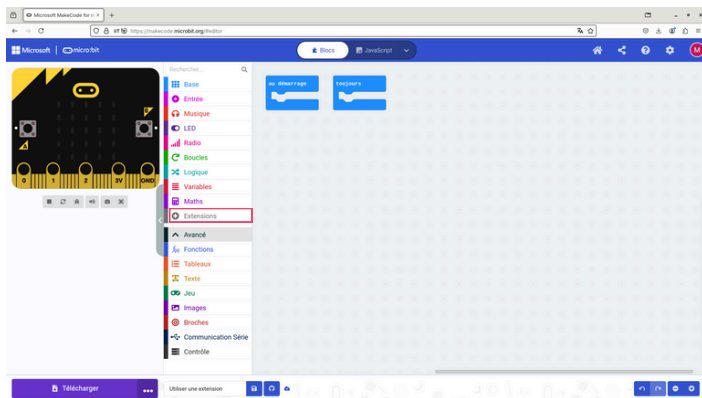 Microsoft MakeCode for m
https://makecode.microbit.org/#editor
Microsoft
micro:bit
Blocs
JavaScript
M
Rechercher...
Base
Entrée
Musique
LED
Radio
Boucles
Logique
Variables
Maths
Extensions
Avancé
Fonctions
Tableaux
Texte
Jeu
Images
Broches
Communication Série
Contrôle
au démarrage
toujours
A
B
0 1 2 3V GND
Télécharger
Utiliser une extension